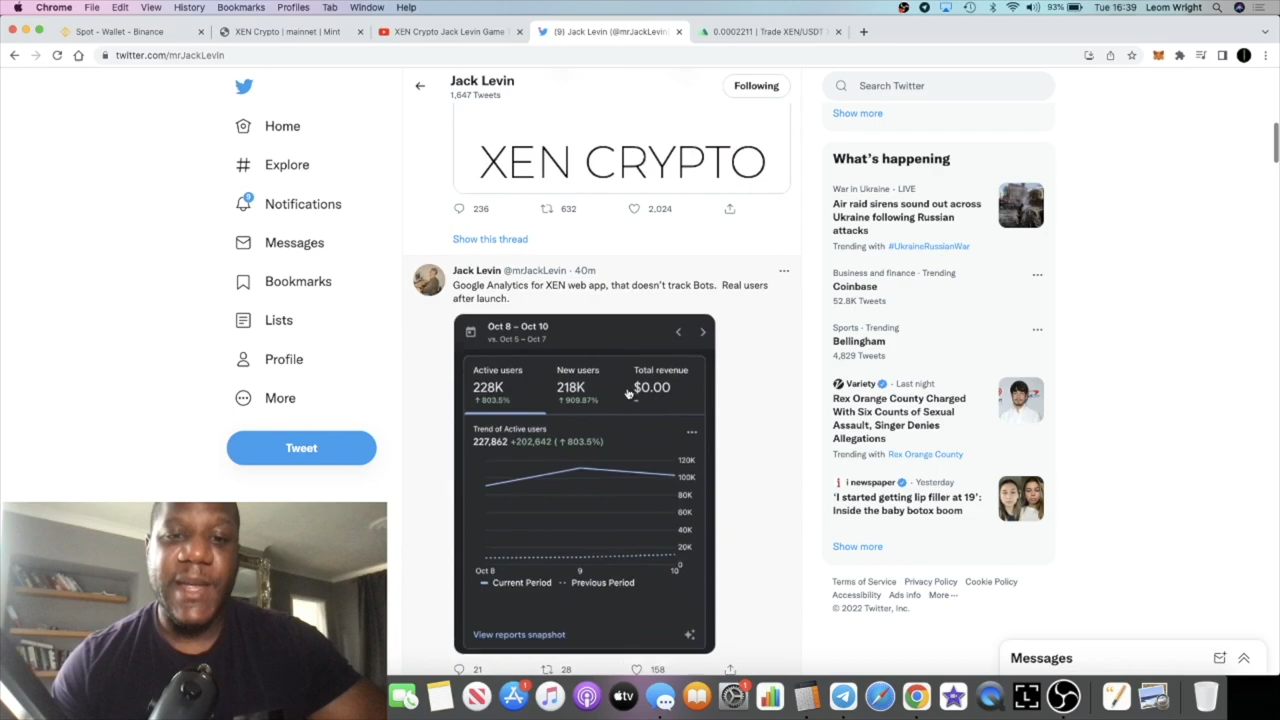 Chrome File Edit View History Bookmarks Profiles Tab Window Help
93% Tue 16:39 Leom Wright
Spot - Wallet - Binance
XEN Crypto | mainnet | Mint
XEN Crypto Jack Levin Game T
(9) Jack Levin (@mrJackLevin)
0.0002211 | Trade XEN/USDT
twitter.com/mrJackLevin
Home
Explore
9
Notifications
Messages
Bookmarks
Lists
Profile
More
Tweet
Jack Levin
1,647 Tweets
Following
XEN CRYPTO
236 632 2,024
Show this thread
Jack Levin @mrJackLevin · 40m
Google Analytics for XEN web app, that doesn't track Bots. Real users
after launch.
Oct 8 – Oct 10
vs. Oct 5 – Oct 7
Active users New users Total revenue
228K 218K $0.00
↑ 803.5% ↑ 909.87% –
Trend of Active users
227,862 +202,642 (↑ 803.5%)
120K
100K
80K
60K
40K
20K
0
Oct 8 9 10
Current Period Previous Period
View reports snapshot
21 28 158
Search Twitter
Show more
What's happening
War in Ukraine · LIVE
Air raid sirens sound out across
Ukraine following Russian
attacks
Trending with #UkraineRussianWar
Business and finance · Trending
Coinbase
52.8K Tweets
Sports · Trending
Bellingham
4,829 Tweets
Variety · Last night
Rex Orange County Charged
With Six Counts of Sexual
Assault, Singer Denies
Allegations
Trending with Rex Orange County
i newspaper · Yesterday
'I started getting lip filler at 19':
Inside the baby botox boom
Show more
Terms of Service Privacy Policy Cookie Policy
Accessibility Ads info More ···
© 2022 Twitter, Inc.
Messages
1
tv
1
L